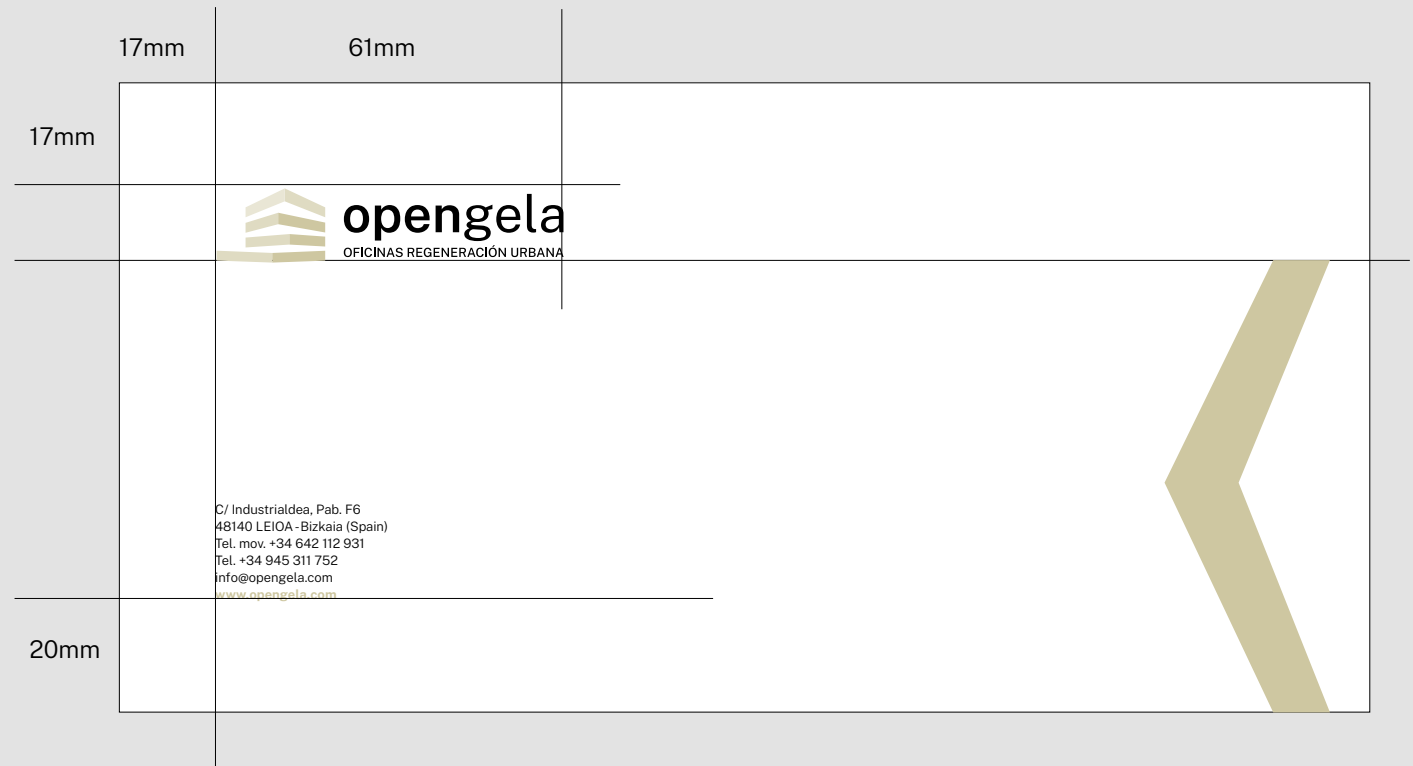 17mm
61mm
17mm
opengela
OFICINAS REGENERACIÓN URBANA
C/ Industrialdea, Pab. F6
48140 LEIOA - Bizkaia (Spain)
Tel. mov. +34 642 112 931
Tel. +34 945 311 752
info@opengela.com
www.opengela.com
20mm